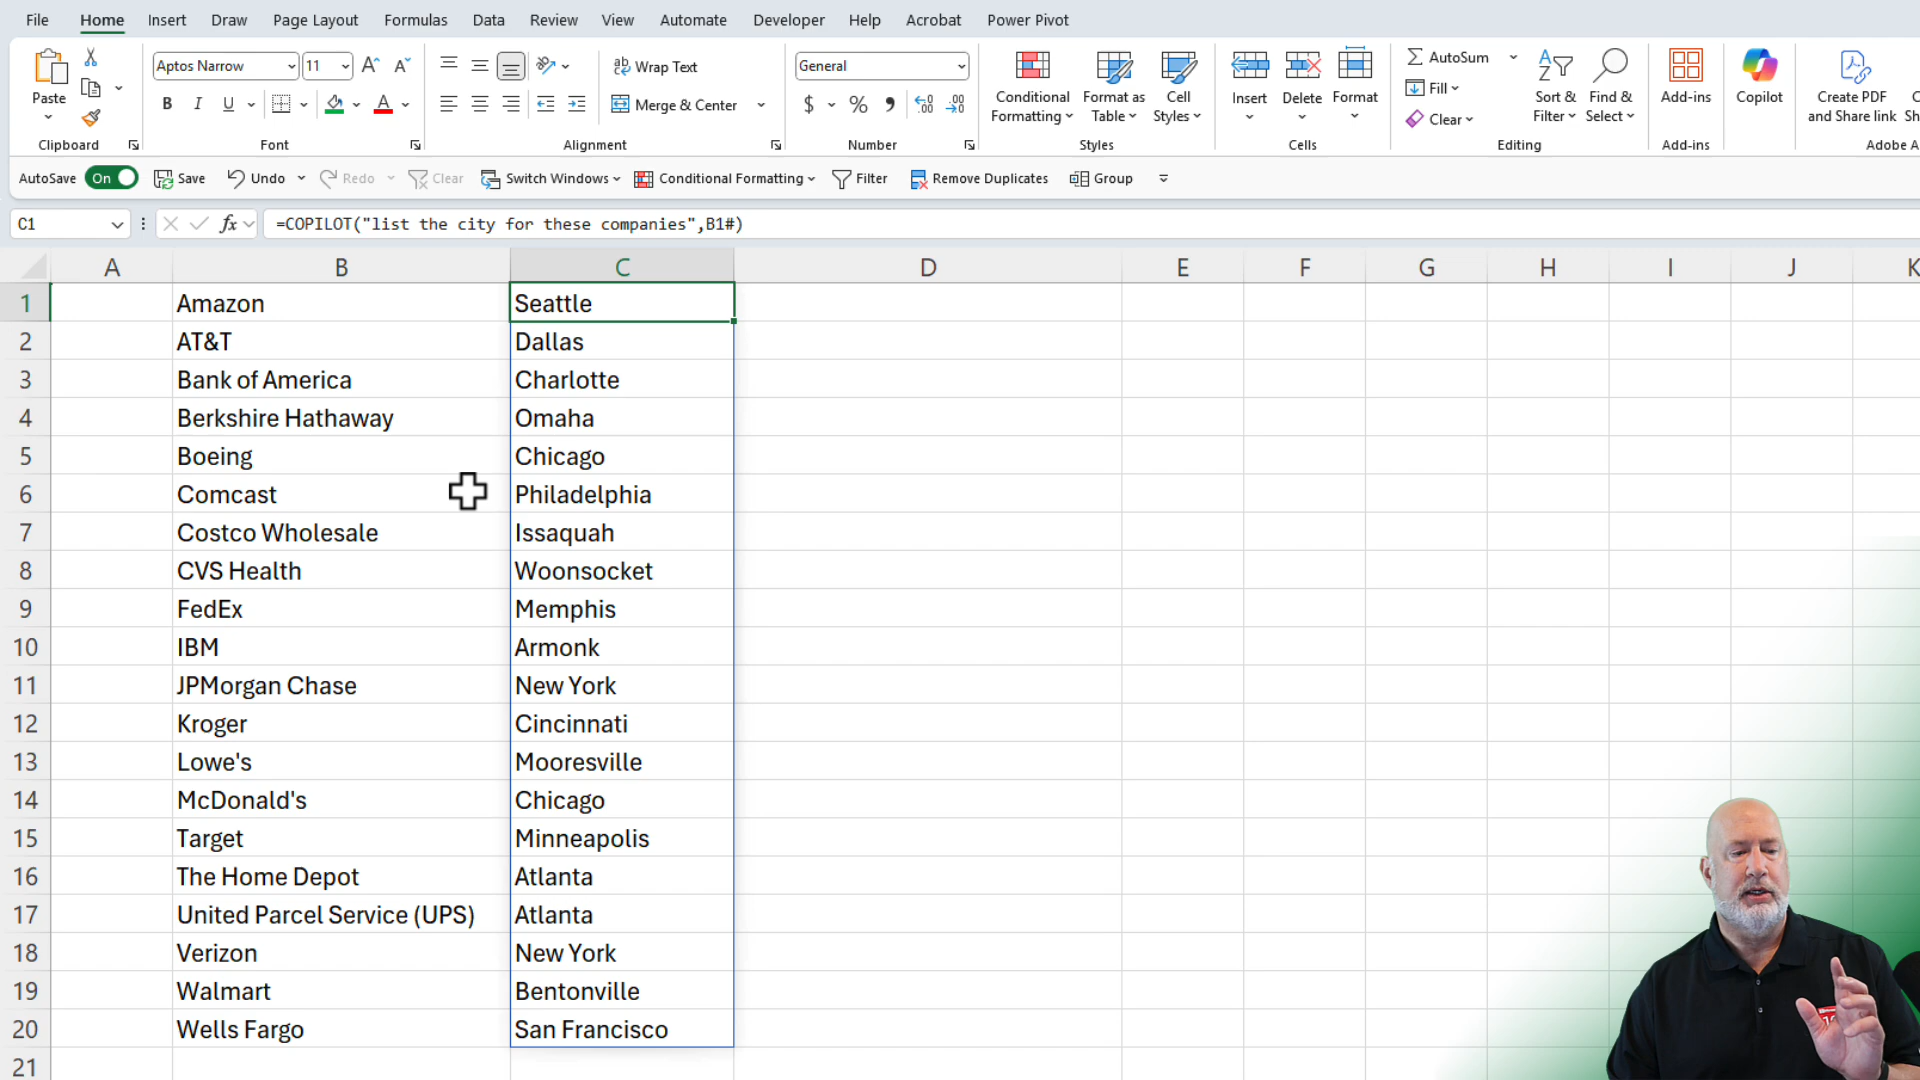 File Home Insert Draw Page Layout Formulas Data Review View Automate Developer Help Acrobat Power Pivot
Paste
Clipboard
Aptos Narrow 11
B I U
Font
Wrap Text
Merge & Center
Alignment
General
$ % 
Number
Conditional Formatting
Format as Table
Cell Styles
Styles
Insert Delete Format
Cells
AutoSum
Fill
Clear
Sort & Filter
Find & Select
Editing
Add-ins
Add-ins
Copilot
Create PDF and Share link
Adobe A
AutoSave On Save Undo Redo Clear Switch Windows Conditional Formatting Filter Remove Duplicates Group
C1 fx =COPILOT("list the city for these companies",B1#)
A B C D E F G H I J K
1 Amazon Seattle
2 AT&T Dallas
3 Bank of America Charlotte
4 Berkshire Hathaway Omaha
5 Boeing Chicago
6 Comcast Philadelphia
7 Costco Wholesale Issaquah
8 CVS Health Woonsocket
9 FedEx Memphis
10 IBM Armonk
11 JPMorgan Chase New York
12 Kroger Cincinnati
13 Lowe's Mooresville
14 McDonald's Chicago
15 Target Minneapolis
16 The Home Depot Atlanta
17 United Parcel Service (UPS) Atlanta
18 Verizon New York
19 Walmart Bentonville
20 Wells Fargo San Francisco
21